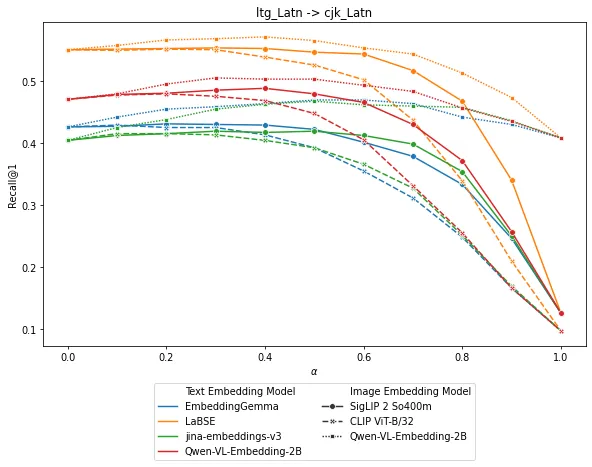 ltg_Latn -> cjk_Latn
Recall@1
0.5
0.4
0.3
0.2
0.1
0.0 0.2 0.4 0.6 0.8 1.0
α
Text Embedding Model Image Embedding Model
EmbeddingGemma SigLIP 2 So400m
LaBSE CLIP ViT-B/32
jina-embeddings-v3 Qwen-VL-Embedding-2B
Qwen-VL-Embedding-2B